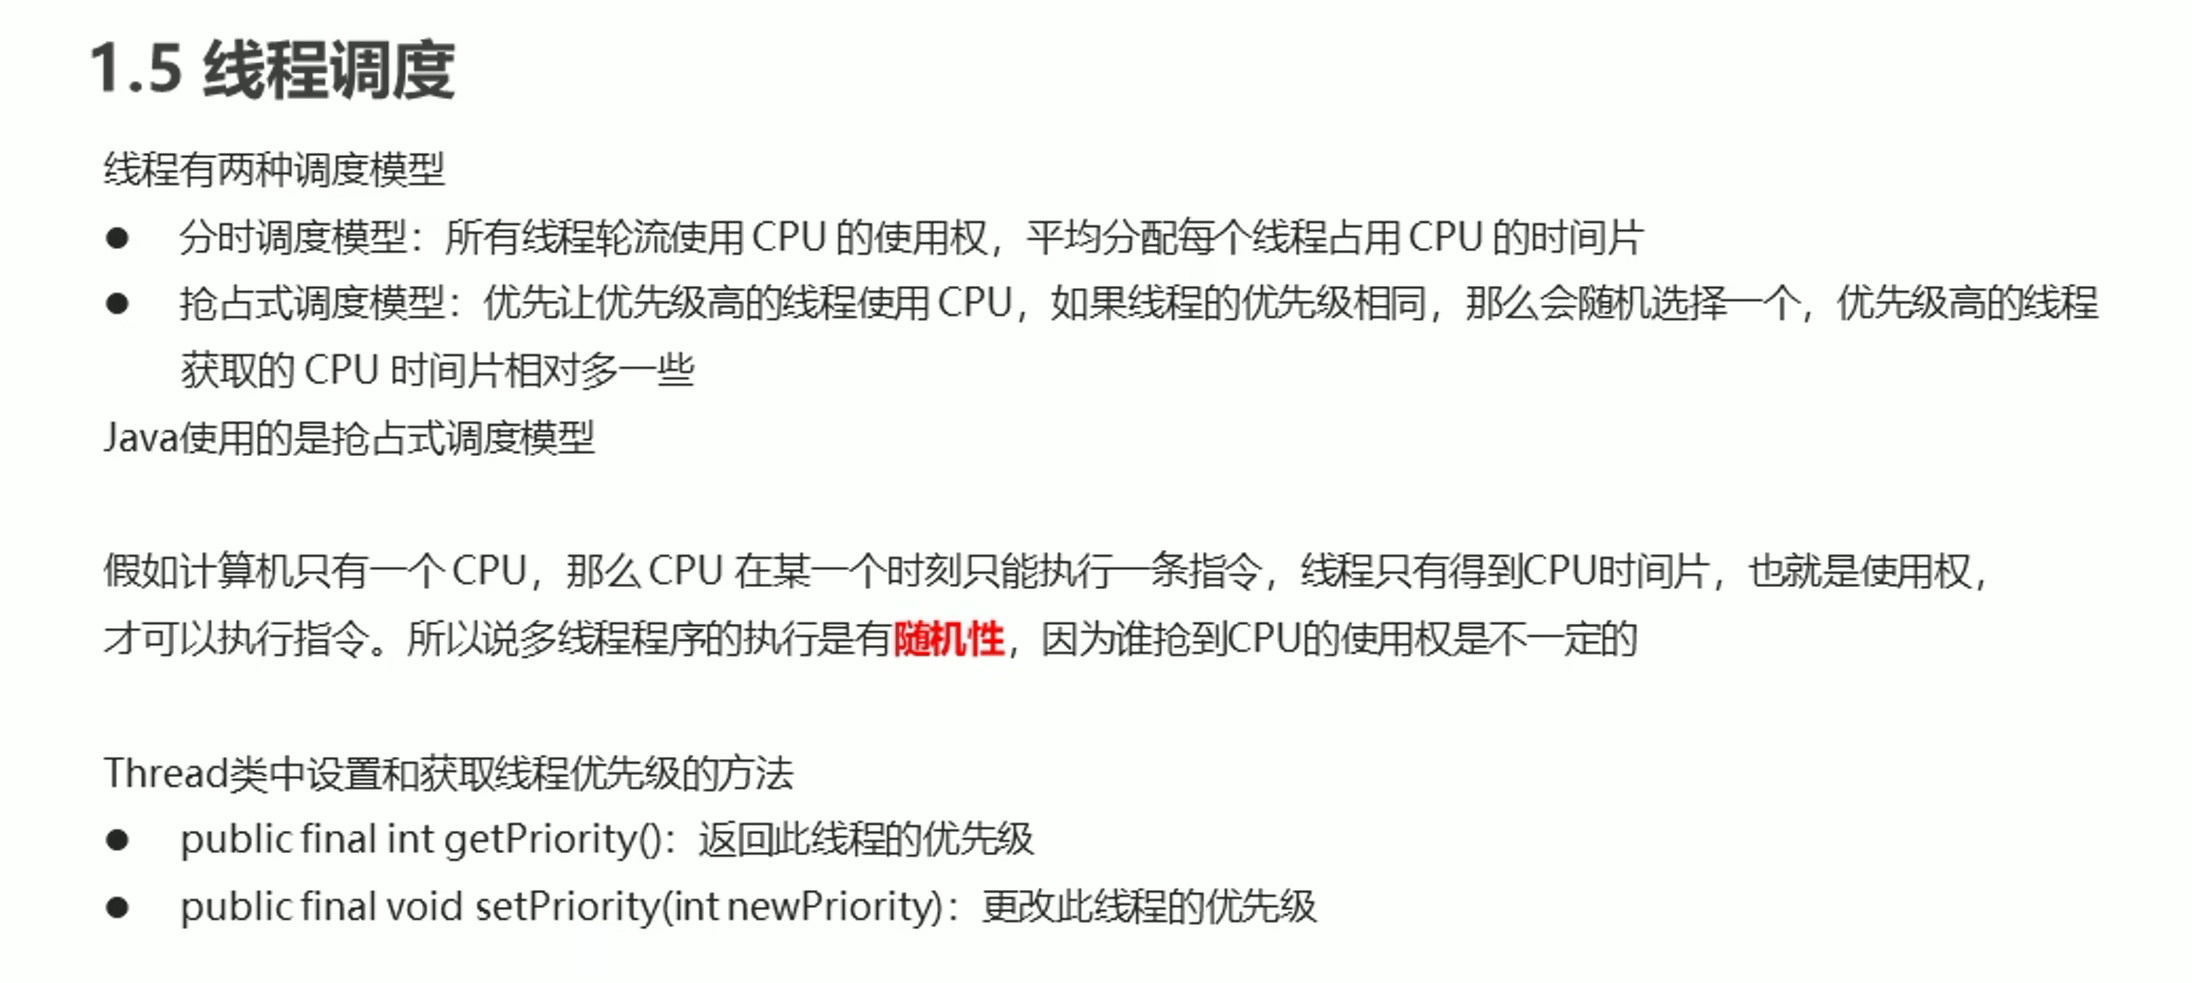 1.5 线程调度
线程有两种调度模型
● 分时调度模型：所有线程轮流使用 CPU 的使用权，平均分配每个线程占用 CPU 的时间片
● 抢占式调度模型：优先让优先级高的线程使用 CPU，如果线程的优先级相同，那么会随机选择一个，优先级高的线程
获取的 CPU 时间片相对多一些
Java使用的是抢占式调度模型
假如计算机只有一个 CPU，那么 CPU 在某一个时刻只能执行一条指令，线程只有得到CPU时间片，也就是使用权，
才可以执行指令。所以说多线程程序的执行是有随机性，因为谁抢到CPU的使用权是不一定的
Thread类中设置和获取线程优先级的方法
● public final int getPriority()：返回此线程的优先级
● public final void setPriority(int newPriority)：更改此线程的优先级